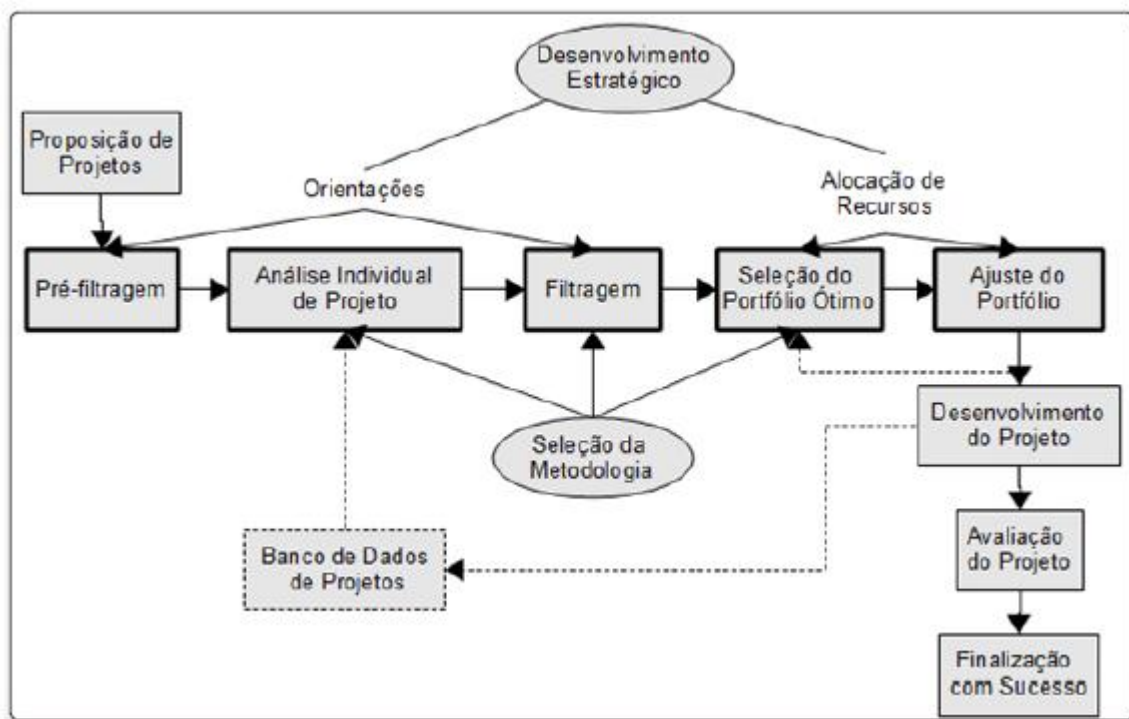 Desenvolvimento
Estratégico
Proposição de
Projetos
Orientações
Alocação de
Recursos
Pré-filtragem
Análise Individual
de Projeto
Filtragem
Seleção do
Portfólio Ótimo
Ajuste do
Portfólio
Seleção da
Metodologia
Desenvolvimento
do Projeto
Banco de Dados
de Projetos
Avaliação
do Projeto
Finalização
com Sucesso